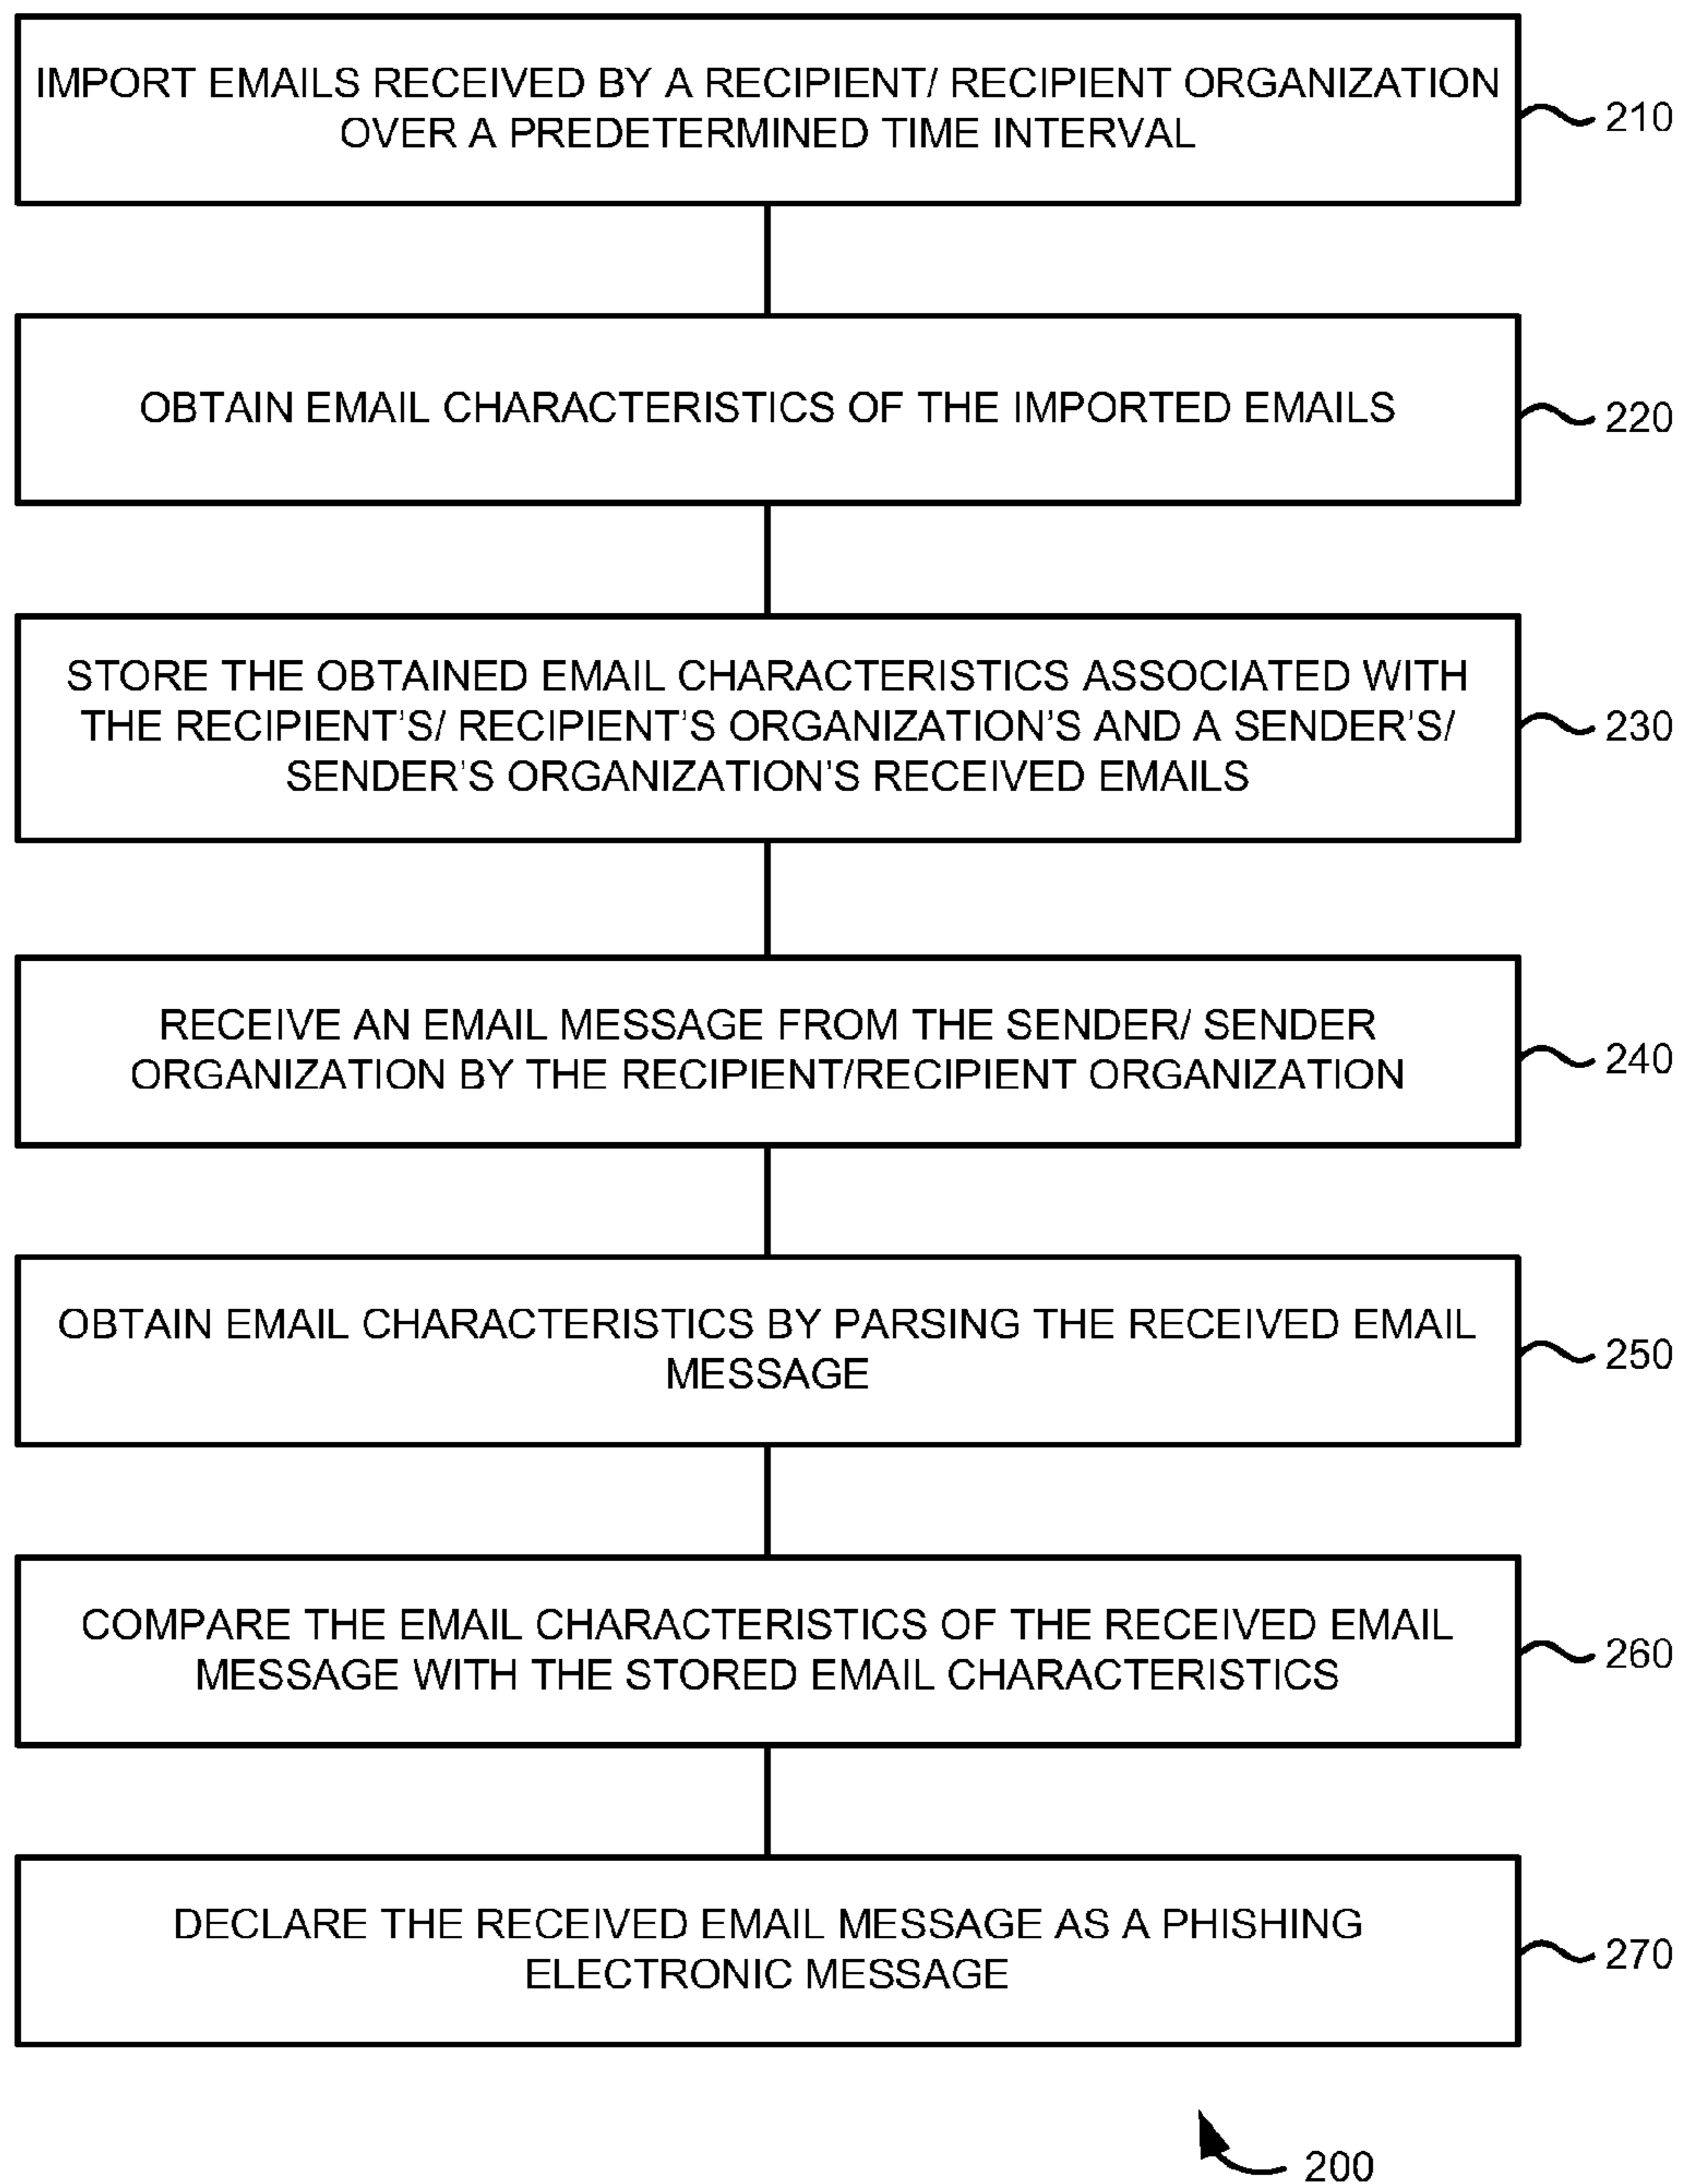 IMPORT EMAILS RECEIVED BY A RECIPIENT/ RECIPIENT ORGANIZATION
OVER A PREDETERMINED TIME INTERVAL
210
OBTAIN EMAIL CHARACTERISTICS OF THE IMPORTED EMAILS
220
STORE THE OBTAINED EMAIL CHARACTERISTICS ASSOCIATED WITH
THE RECIPIENT’S/ RECIPIENT’S ORGANIZATION’S AND A SENDER’S/
SENDER’S ORGANIZATION’S RECEIVED EMAILS
230
RECEIVE AN EMAIL MESSAGE FROM THE SENDER/ SENDER
ORGANIZATION BY THE RECIPIENT/RECIPIENT ORGANIZATION
240
OBTAIN EMAIL CHARACTERISTICS BY PARSING THE RECEIVED EMAIL
MESSAGE
250
COMPARE THE EMAIL CHARACTERISTICS OF THE RECEIVED EMAIL
MESSAGE WITH THE STORED EMAIL CHARACTERISTICS
260
DECLARE THE RECEIVED EMAIL MESSAGE AS A PHISHING
ELECTRONIC MESSAGE
270
200